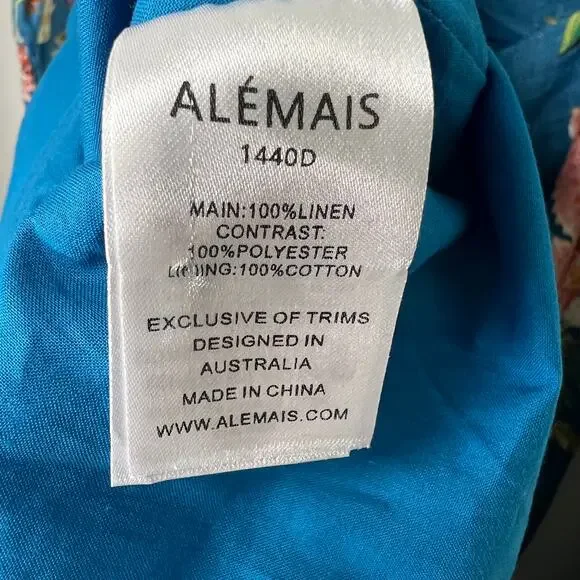 ALÉMAIS
1440D
MAIN:100%LINEN
CONTRAST:
100%POLYESTER
LINING:100%COTTON
EXCLUSIVE OF TRIMS
DESIGNED IN
AUSTRALIA
MADE IN CHINA
WWW.ALEMAIS.COM